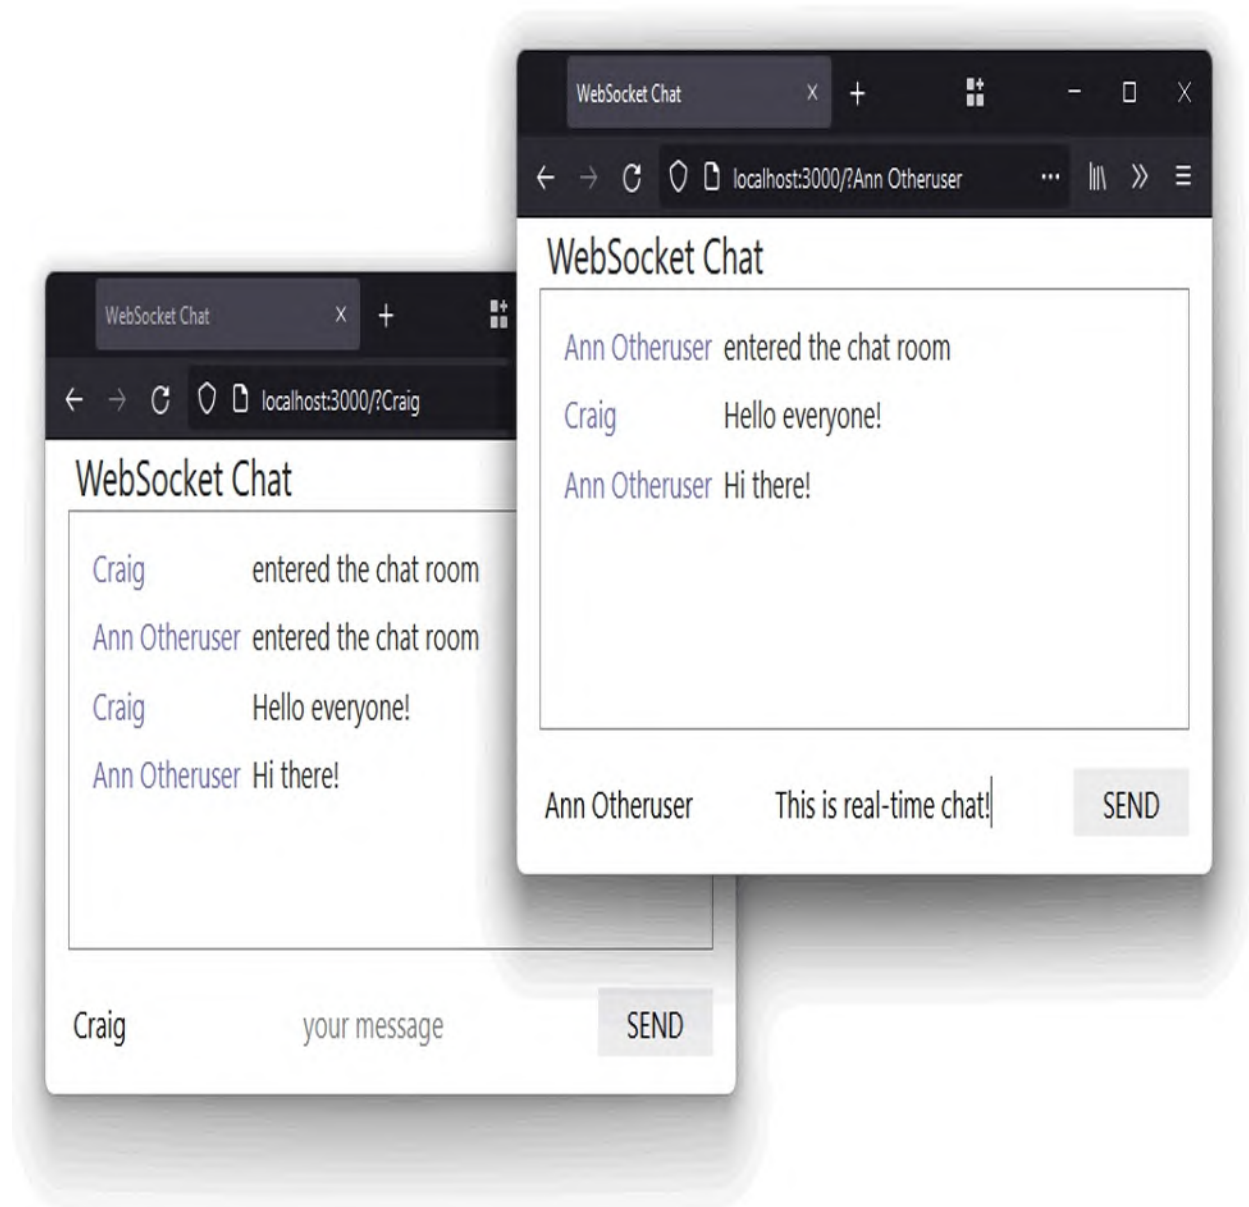 WebSocket Chat
localhost:3000/?Ann Otheruser
WebSocket Chat
Ann Otheruser entered the chat room
Craig Hello everyone!
Ann Otheruser Hi there!
Ann Otheruser This is real-time chat! SEND
WebSocket Chat
localhost:3000/?Craig
WebSocket Chat
Craig entered the chat room
Ann Otheruser entered the chat room
Craig Hello everyone!
Ann Otheruser Hi there!
Craig your message SEND